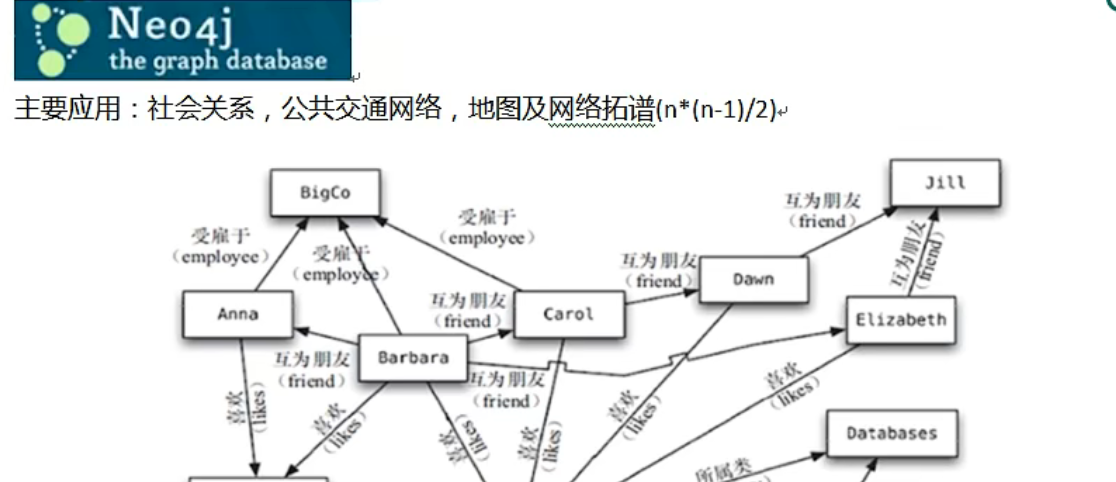 Neo4j
the graph database
主要应用：社会关系，公共交通网络，地图及网络拓谱(n*(n-1)/2)
BigCo
Jill
互为朋友
(friend)
受雇于
(employee)
受雇于
(employee)
受雇于
(employee)
互为朋友
(friend)
互为朋友
(friend)
Dawn
Anna
互为朋友
(friend)
Carol
Elizabeth
Barbara
互为朋友
(friend)
互为朋友
(friend)
喜欢
(likes)
喜欢
(likes)
喜欢
(likes)
喜欢
(likes)
喜欢
(likes)
喜欢
(likes)
Databases
所属类